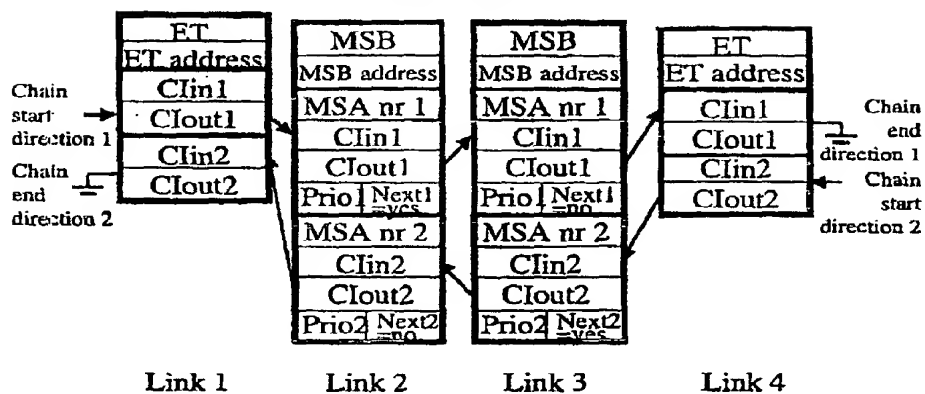 Chain
start
direction 1
Chain
end
direction 2
ET
ET address
CIin1
CIout1
CIin2
CIout2
MSB
MSB address
MSA nr 1
CIin1
CIout1
Prio1 Next1
=yes
MSA nr 2
CIin2
CIout2
Prio2 Next2
=no
MSB
MSB address
MSA nr 1
CIin1
CIout1
Prio1 Next1
=no
MSA nr 2
CIin2
CIout2
Prio2 Next2
=yes
ET
ET address
CIin1
CIout1
CIin2
CIout2
Chain
end
direction 1
Chain
start
direction 2
Link 1 Link 2 Link 3 Link 4